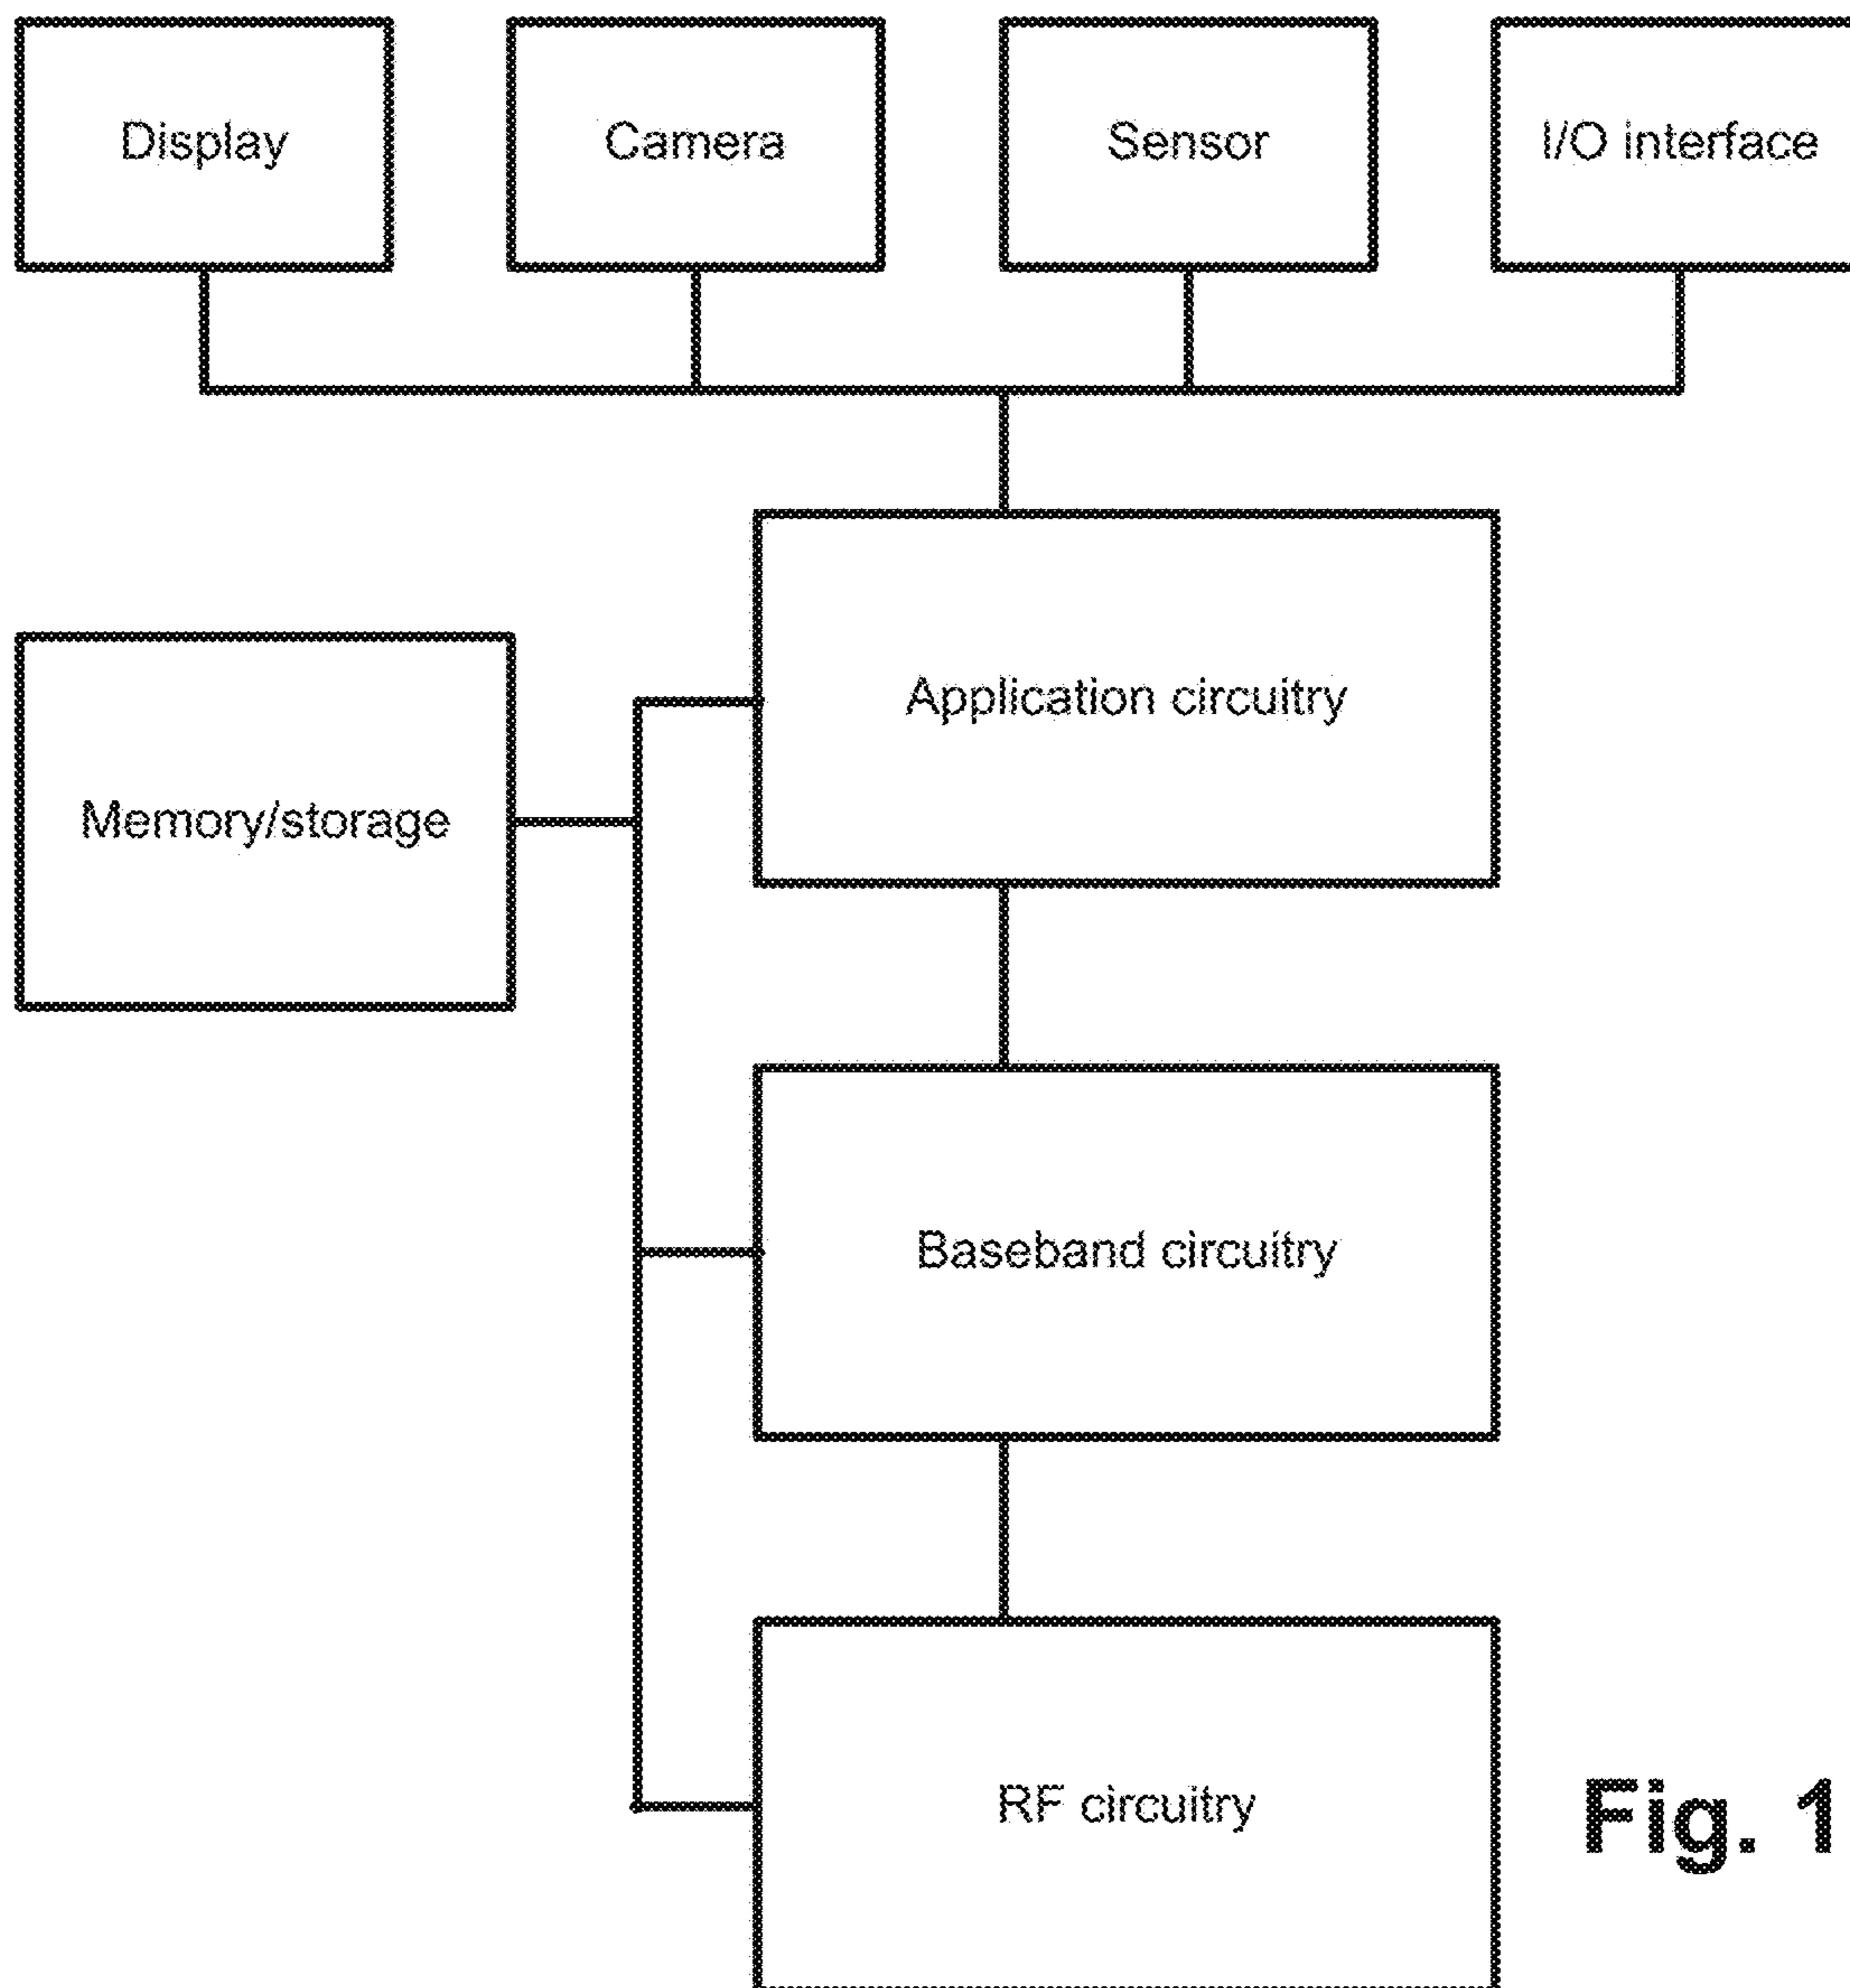 Display
Camera
Sensor
I/O interface
Application circuitry
Memory/storage
Baseband circuitry
RF circuitry
Fig. 1